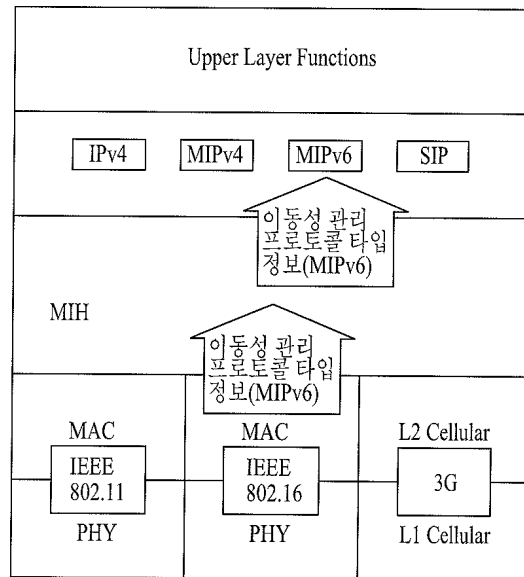 Upper Layer Functions
IPv4 MIPv4 MIPv6 SIP
이동성 관리
프로토콜 타입
정보(MIPv6)
MIH
이동성 관리
프로토콜 타입
정보(MIPv6)
MAC MAC L2 Cellular
IEEE
802.11
IEEE
802.16
3G
PHY PHY L1 Cellular